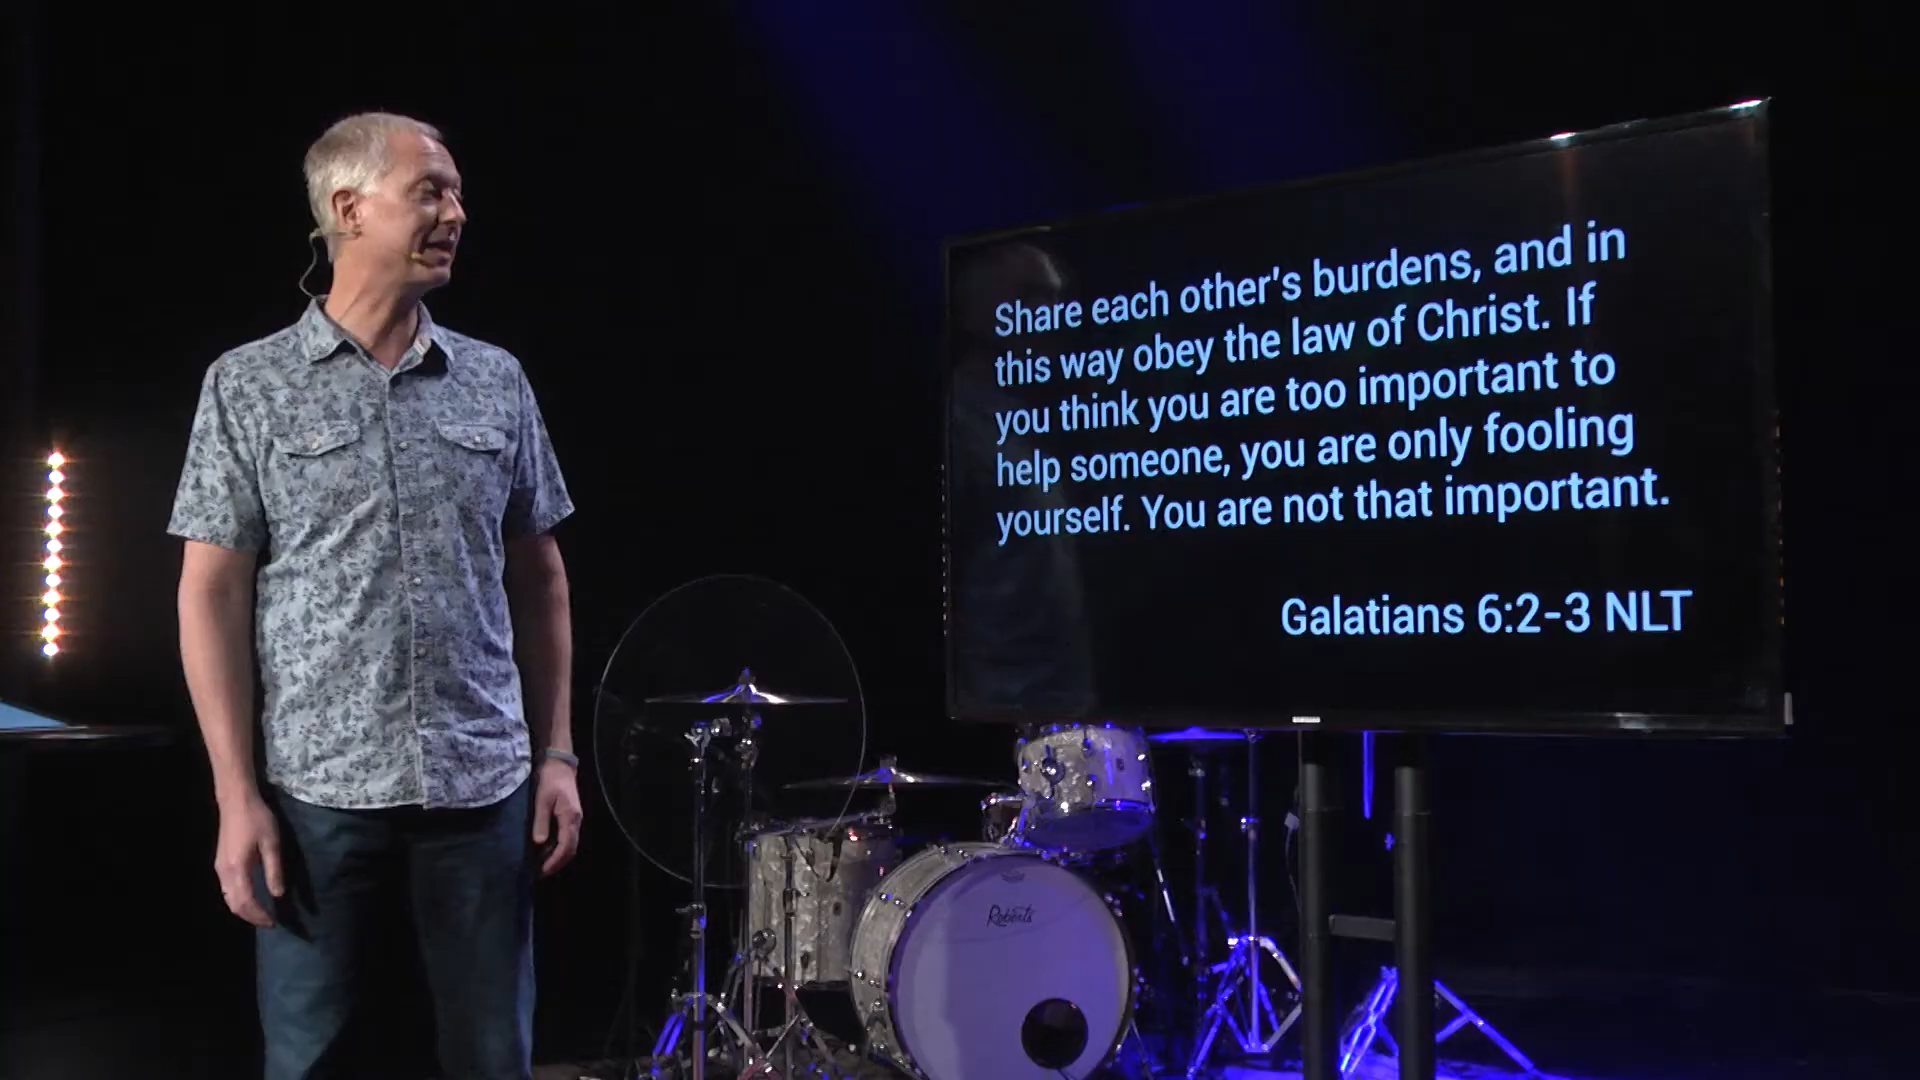 Share each other's burdens, and in
this way obey the law of Christ. If
you think you are too important to
help someone, you are only fooling
yourself. You are not that important.
Galatians 6:2-3 NLT
Roberts